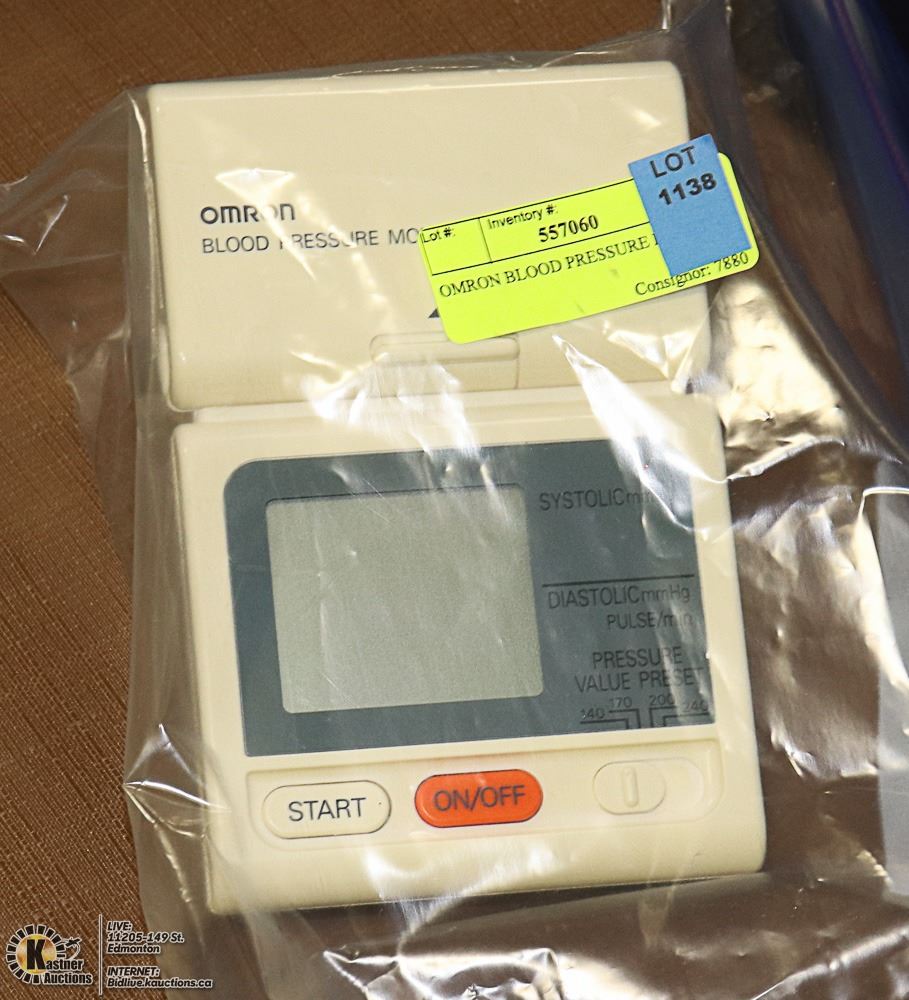 OMRON
BLOOD PRESSURE
LOT
1138
Lot #:
Inventory #:
557060
OMRON BLOOD PRESSURE
Consignor: 7880
SYSTOLIC
DIASTOLIC mmHg
PULSE/min
PRESSURE
VALUE PRESET
140 170 200 240
START
ON/OFF
Kastner
Auctions
LIVE:
11205-149 St.
Edmonton
INTERNET:
Bidlive.kauctions.ca